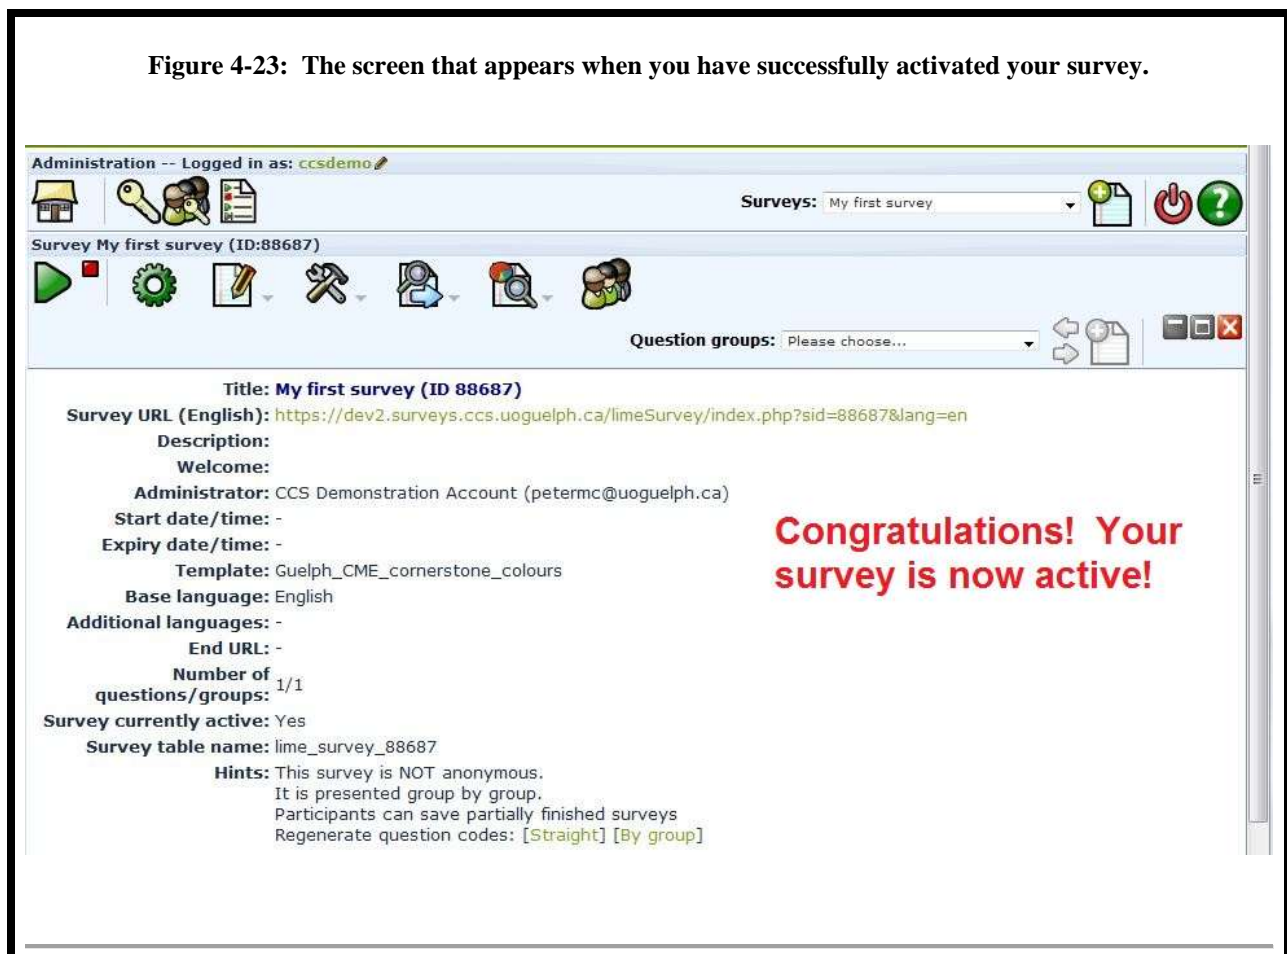 Figure 4-23: The screen that appears when you have successfully activated your survey.
Administration -- Logged in as: ccsdemo
Surveys: My first survey
Survey My first survey (ID:88687)
Question groups: Please choose...
Title: My first survey (ID 88687)
Survey URL (English): https://dev2.surveys.ccs.uoguelph.ca/limeSurvey/index.php?sid=88687&lang=en
Description:
Welcome:
Administrator: CCS Demonstration Account (petermc@uoguelph.ca)
Start date/time: -
Expiry date/time: -
Template: Guelph_CME_cornerstone_colours
Base language: English
Additional languages: -
End URL: -
Number of
questions/groups: 1/1
Survey currently active: Yes
Survey table name: lime_survey_88687
Hints: This survey is NOT anonymous.
It is presented group by group.
Participants can save partially finished surveys
Regenerate question codes: [Straight] [By group]
Congratulations! Your
survey is now active!